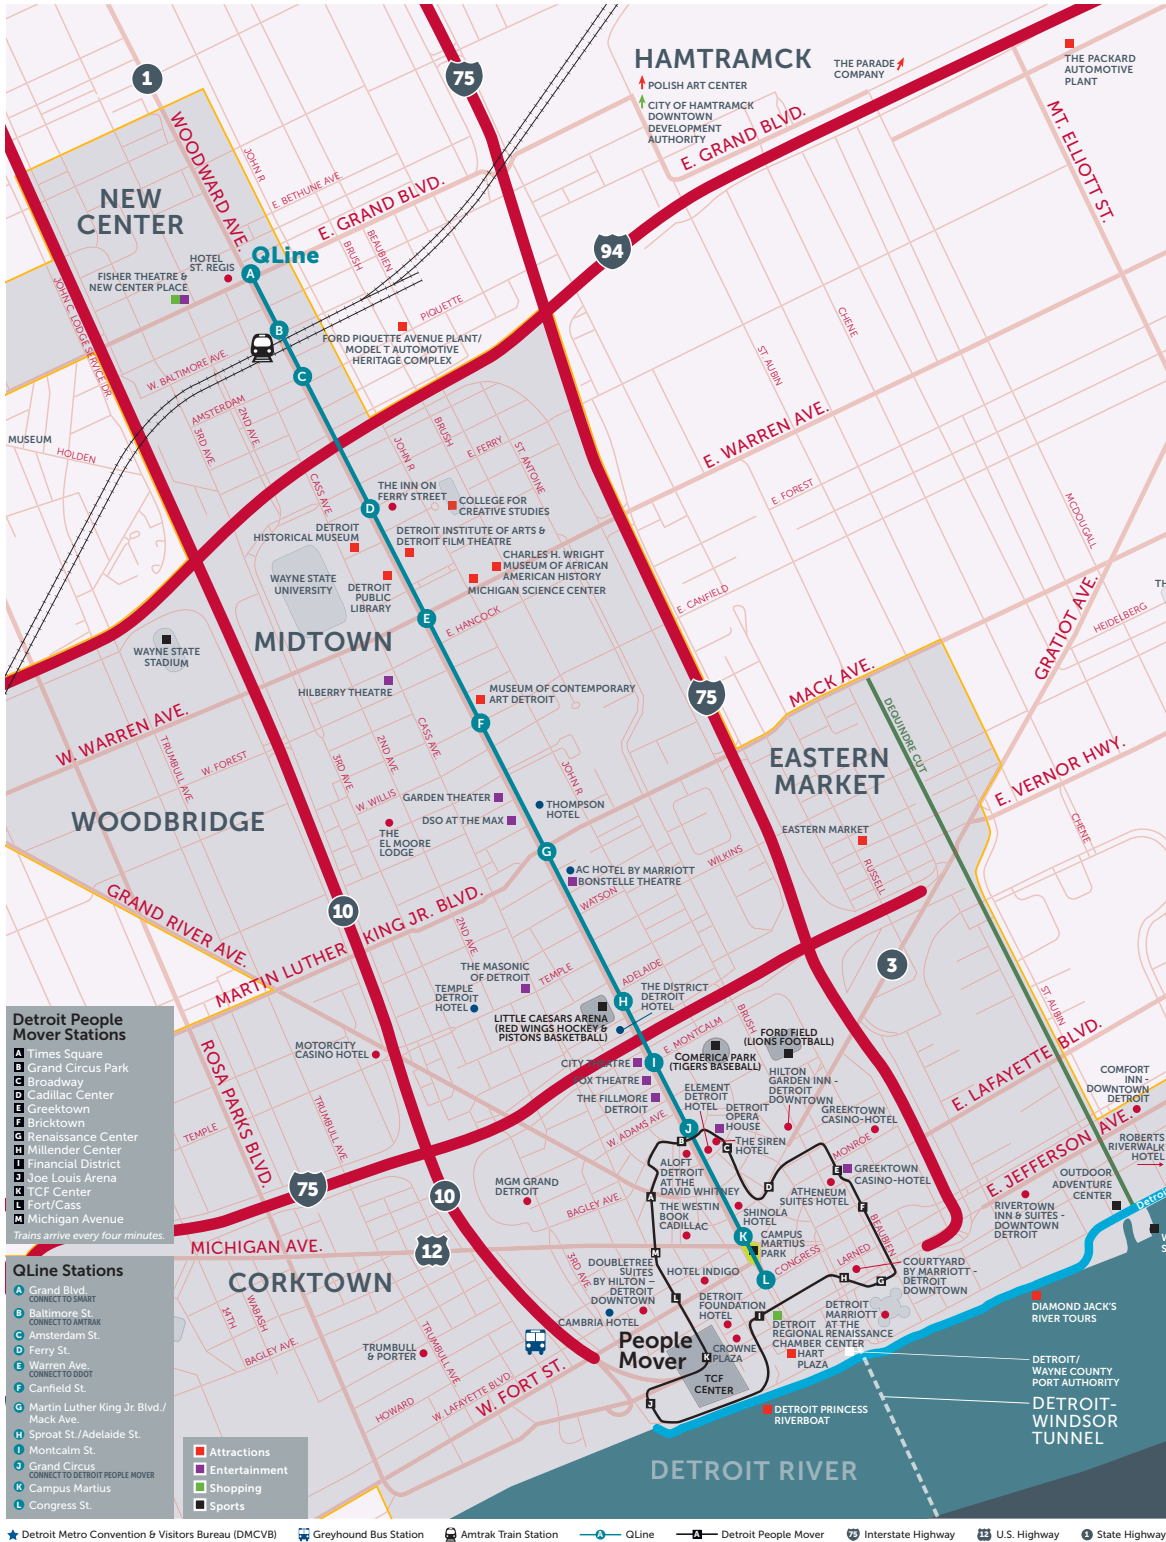 HAMTRAMCK
POLISH ART CENTER
CITY OF HAMTRAMCK
DOWNTOWN
DEVELOPMENT
AUTHORITY
THE PARADE
COMPANY
THE PACKARD
AUTOMOTIVE
PLANT
1
75
E. GRAND BLVD.
MT. ELLIOTT ST.
WOODWARD AVE.
JOHN R
E. BETHUNE AVE
E. GRAND BLVD.
NEW
CENTER
BRUSH
BEAUBIEN
94
HOTEL
ST. REGIS
QLine
A
FISHER THEATRE &
NEW CENTER PLACE
JOHN C. LODGE SERVICE DR.
PIQUETTE
CHENE
B
FORD PIQUETTE AVENUE PLANT/
MODEL T AUTOMOTIVE
HERITAGE COMPLEX
W. BALTIMORE AVE.
C
ST. AUBIN
AMSTERDAM
2ND AVE.
3RD AVE.
MUSEUM
HOLDEN
JOHN R
BRUSH
E. FERRY
ST. ANTOINE
E. WARREN AVE.
E. FOREST
MCDOUGALL
CASS AVE.
THE INN ON
FERRY STREET
D
COLLEGE FOR
CREATIVE STUDIES
DETROIT
HISTORICAL MUSEUM
DETROIT INSTITUTE OF ARTS &
DETROIT FILM THEATRE
CHARLES H. WRIGHT
MUSEUM OF AFRICAN
AMERICAN HISTORY
MICHIGAN SCIENCE CENTER
WAYNE STATE
UNIVERSITY
DETROIT
PUBLIC
LIBRARY
E. CANFIELD
TH
HEIDELBERG
GRATIOT AVE.
E
E. HANCOCK
MIDTOWN
WAYNE STATE
STADIUM
HILBERRY THEATRE
MUSEUM OF CONTEMPORARY
ART DETROIT
F
75
MACK AVE.
DEQUINDRE CUT
W. WARREN AVE.
W. FOREST
TRUMBULL AVE
CASS AVE
2ND AVE
3RD AVE.
JOHN R
EASTERN
MARKET
E. VERNOR HWY.
CHENE
W. WILLIS
GARDEN THEATER
DSO AT THE MAX
THOMPSON
HOTEL
WOODBRIDGE
THE
EL MOORE
LODGE
G
EASTERN MARKET
RUSSELL
WILKINS
AC HOTEL BY MARRIOTT
BONSTELLE THEATRE
WATSON
GRAND RIVER AVE.
10
MARTIN LUTHER KING JR. BLVD.
2ND AVE.
3
THE MASONIC
OF DETROIT
TEMPLE
ADELAIDE
TEMPLE
DETROIT
HOTEL
H
THE DISTRICT
DETROIT
HOTEL
LITTLE CAESARS ARENA
(RED WINGS HOCKEY &
PISTONS BASKETBALL)
BRUSH
E. MONTCALM
ST. AUBIN
E. LAFAYETTE BLVD.
FORD FIELD
(LIONS FOOTBALL)
COMERICA PARK
(TIGERS BASEBALL)
MOTORCITY
CASINO HOTEL
CITY THEATRE
I
FOX THEATRE
THE FILLMORE
DETROIT
ELEMENT
DETROIT
HOTEL
HILTON
GARDEN INN -
DETROIT
DOWNTOWN
DETROIT
OPERA
HOUSE
GREEKTOWN
CASINO-HOTEL
COMFORT
INN -
DOWNTOWN
DETROIT
W. ADAMS AVE.
J
THE SIREN
HOTEL
MONROE
E. JEFFERSON AVE.
ROBERTS
RIVERWALK
HOTEL
ROSA PARKS BLVD.
TRUMBULL AVE.
TEMPLE
B
C
D
E
F
ALOFT
DETROIT
AT THE
DAVID WHITNEY
GREEKTOWN
CASINO-HOTEL
ATHENEUM
SUITES HOTEL
OUTDOOR
ADVENTURE
CENTER
Detroit
MGM GRAND
DETROIT
BAGLEY AVE.
A
THE WESTIN
BOOK
CADILLAC
SHINOLA
HOTEL
RIVERTOWN
INN & SUITES -
DOWNTOWN
DETROIT
W
S
75
10
12
MICHIGAN AVE.
K
CAMPUS
MARTIUS
PARK
BEAUBIEN
LARNED
CONGRESS
M
3RD AVE.
CORKTOWN
DOUBLETREE
SUITES
BY HILTON –
DETROIT
DOWNTOWN
HOTEL INDIGO
L
H
G
COURTYARD
BY MARRIOTT -
DETROIT
DOWNTOWN
L
CAMBRIA HOTEL
DETROIT
FOUNDATION
HOTEL
I
DETROIT
REGIONAL
CHAMBER
DETROIT
MARRIOTT
AT THE RENAISSANCE
CENTER
DIAMOND JACK'S
RIVER TOURS
14TH
WABASH
BAGLEY AVE.
TRUMBULL AVE
TRUMBULL
& PORTER
People
Mover
CROWNE
PLAZA
K
TCF
CENTER
HART
PLAZA
DETROIT/
WAYNE COUNTY
PORT AUTHORITY
HOWARD
W. LAFAYETTE BLVD.
W. FORT ST.
J
DETROIT PRINCESS
RIVERBOAT
DETROIT-
WINDSOR
TUNNEL
DETROIT RIVER
Detroit People
Mover Stations
A Times Square
B Grand Circus Park
C Broadway
D Cadillac Center
E Greektown
F Bricktown
G Renaissance Center
H Millender Center
I Financial District
J Joe Louis Arena
K TCF Center
L Fort/Cass
M Michigan Avenue
Trains arrive every four minutes.
QLine Stations
A Grand Blvd.
CONNECT TO SMART
B Baltimore St.
CONNECT TO AMTRAK
C Amsterdam St.
D Ferry St.
E Warren Ave.
CONNECT TO DDOT
F Canfield St.
G Martin Luther King Jr. Blvd./
Mack Ave.
H Sproat St./Adelaide St.
I Montcalm St.
J Grand Circus
CONNECT TO DETROIT PEOPLE MOVER
K Campus Martius
L Congress St.
Attractions
Entertainment
Shopping
Sports
Detroit Metro Convention & Visitors Bureau (DMCVB)
Greyhound Bus Station
Amtrak Train Station
A QLine
A Detroit People Mover
75 Interstate Highway
12 U.S. Highway
1 State Highway